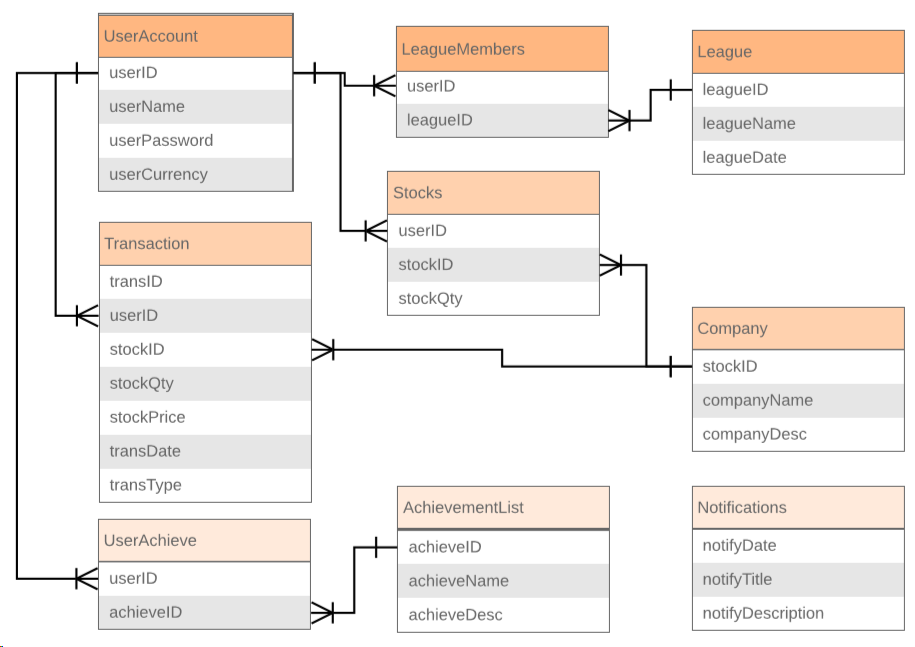 UserAccount
userID
userName
userPassword
userCurrency
LeagueMembers
userID
leagueID
League
leagueID
leagueName
leagueDate
Stocks
userID
stockID
stockQty
Transaction
transID
userID
stockID
stockQty
stockPrice
transDate
transType
Company
stockID
companyName
companyDesc
UserAchieve
userID
achieveID
AchievementList
achieveID
achieveName
achieveDesc
Notifications
notifyDate
notifyTitle
notifyDescription